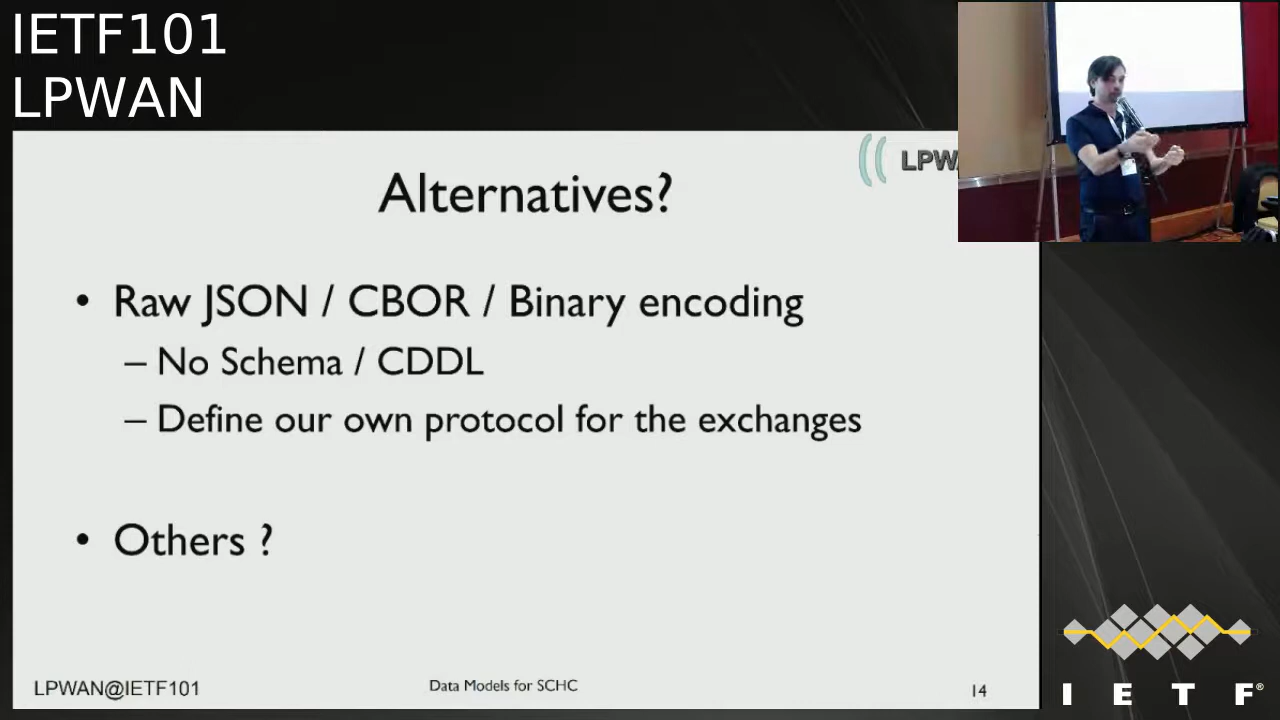 IETF101
LPWAN
LPW
Alternatives?
• Raw JSON / CBOR / Binary encoding
– No Schema / CDDL
– Define our own protocol for the exchanges
• Others ?
LPWAN@IETF101
Data Models for SCHC
14
I E T F®